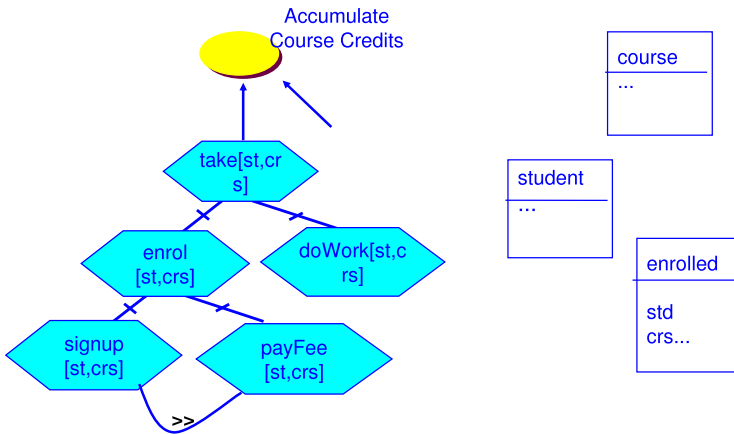 Accumulate
Course Credits
course
...
take[st,cr
s]
student
...
enrol
[st,crs]
doWork[st,c
rs]
enrolled
std
crs...
signup
[st,crs]
payFee
[st,crs]
>>